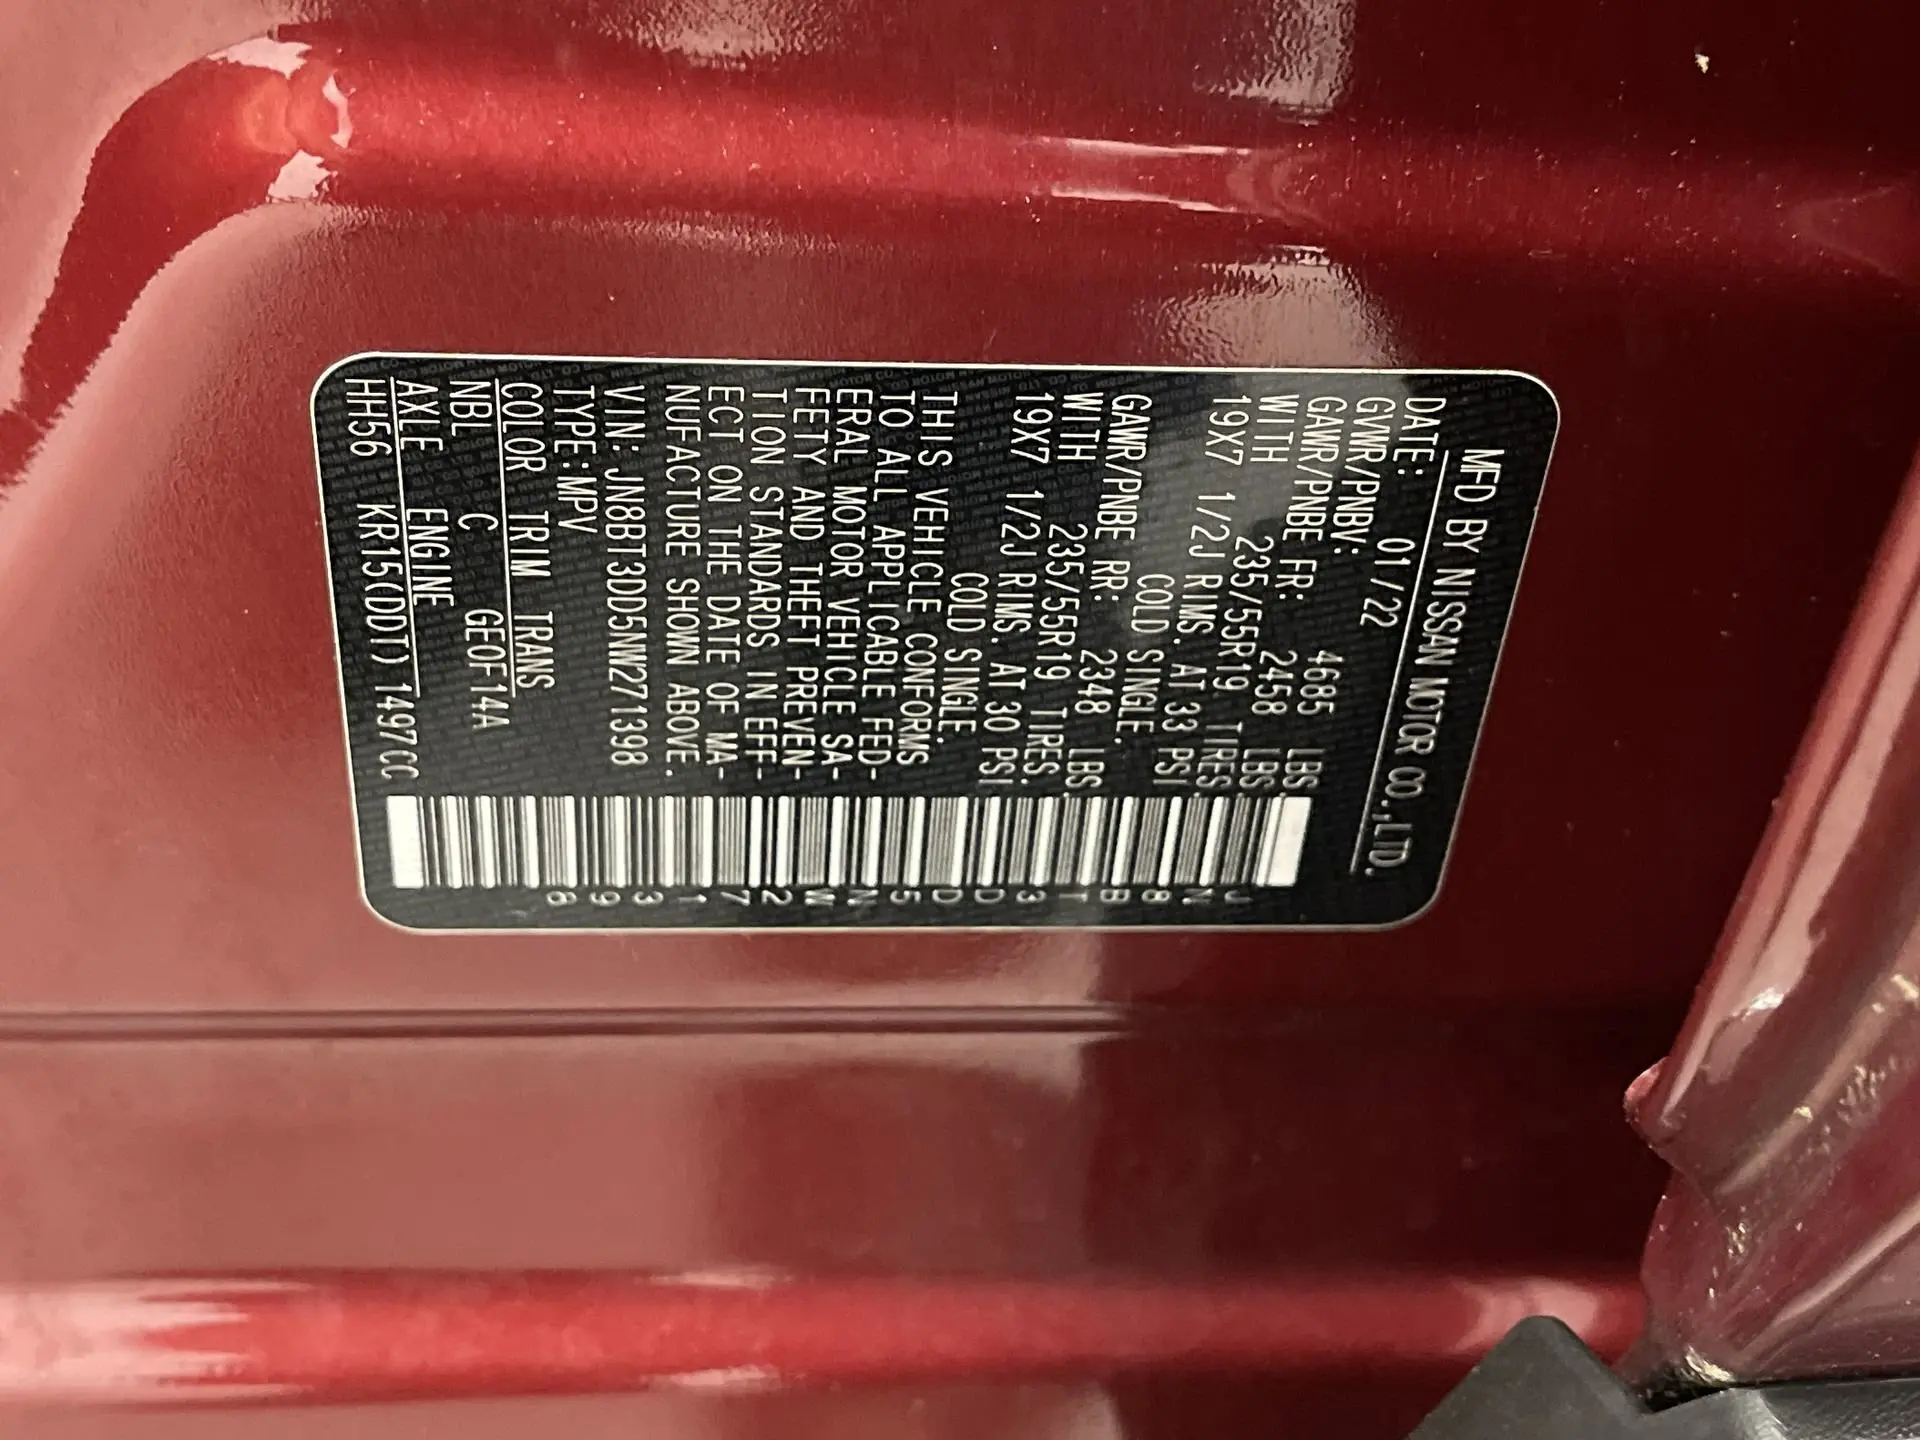 MFD BY NISSAN MOTOR CO.,LTD.
DATE: 01/22
GVWR/PNBV: 4685 LBS
GAWR/PNBE FR: 2458 LBS
WITH 235/55R19 TIRES.
19X7 1/2J RIMS. AT 33 PSI
COLD SINGLE.
GAWR/PNBE RR: 2348 LBS
WITH 235/55R19 TIRES.
19X7 1/2J RIMS. AT 30 PSI
COLD SINGLE.
THIS VEHICLE CONFORMS
TO ALL APPLICABLE FED-
ERAL MOTOR VEHICLE SA-
FETY AND THEFT PREVEN-
TION STANDARDS IN EFF-
ECT ON THE DATE OF MA-
NUFACTURE SHOWN ABOVE.
VIN: JN8BT3DD5NW271398
TYPE:MPV
COLOR TRIM TRANS
NBL C GE0F14A
AXLE ENGINE
HH56 KR15(DDT) 1497CC
JN8BT3DD5NW271398